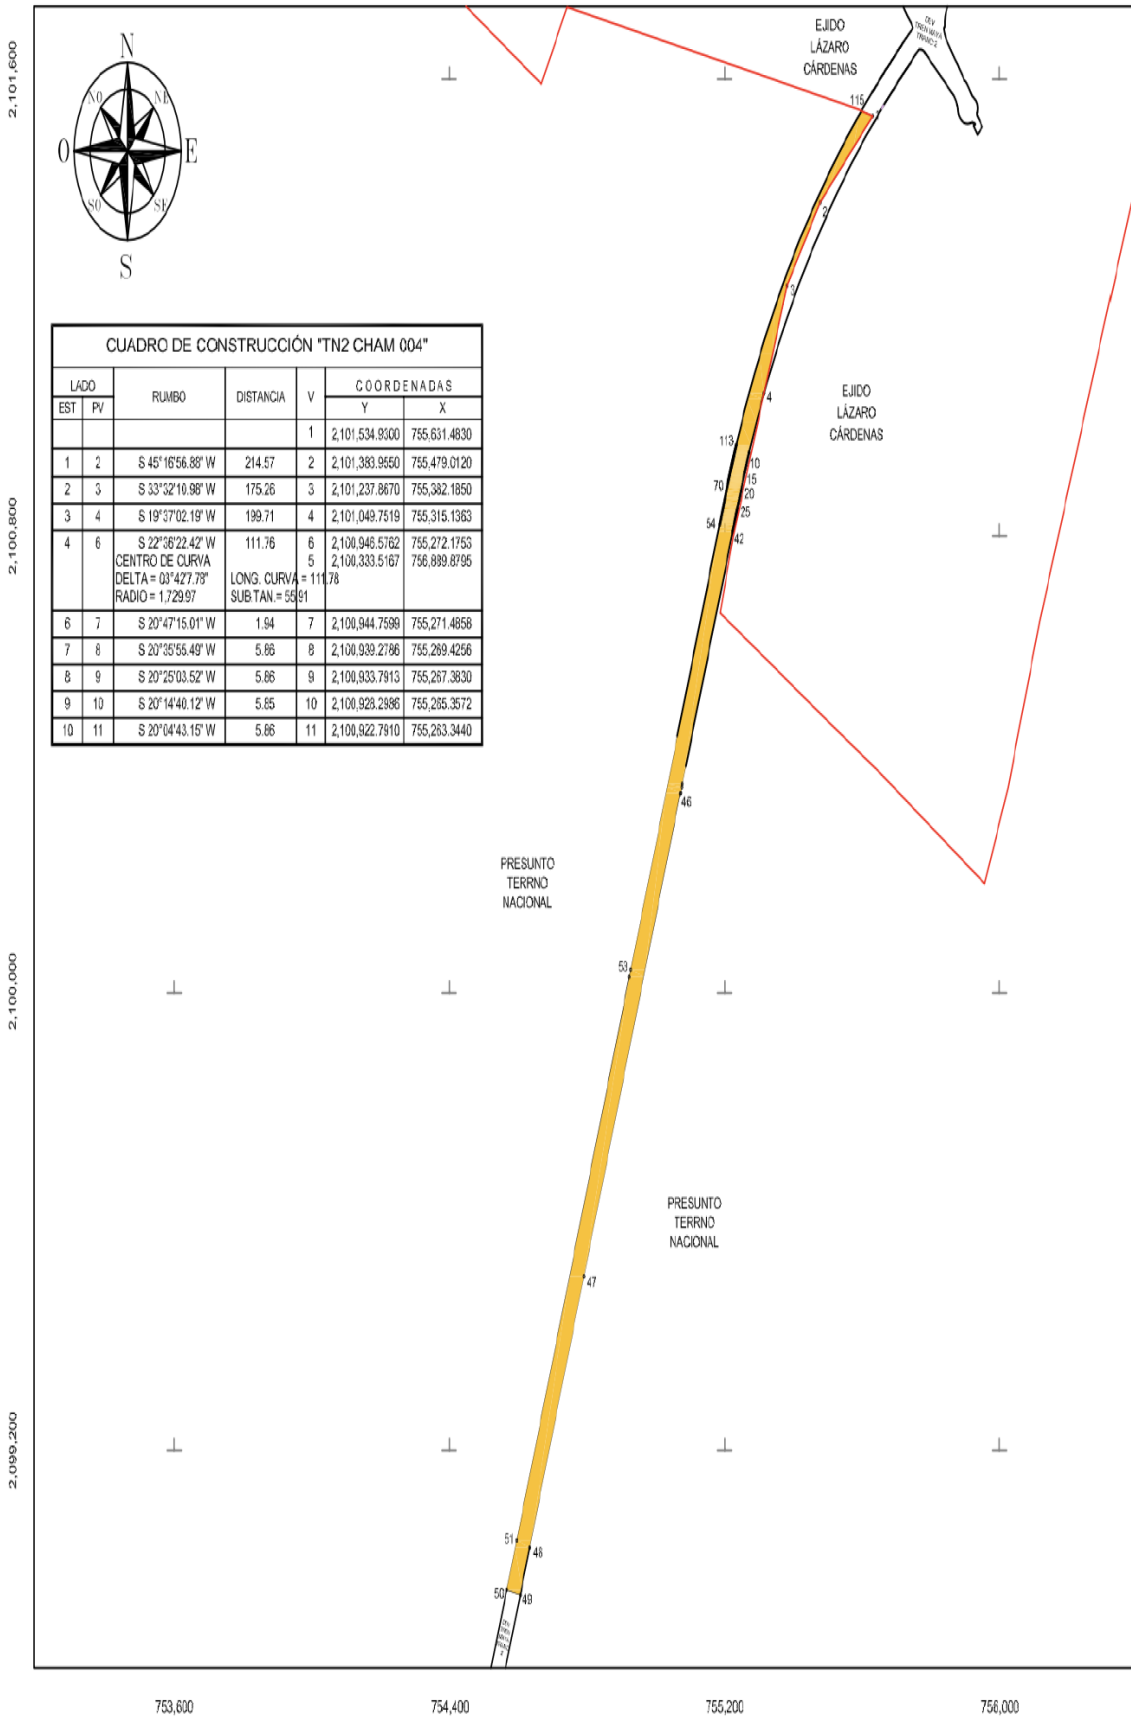 N
NO
NE
O
E
SO
SE
S
CUADRO DE CONSTRUCCIÓN "TN2 CHAM 004"
LADO RUMBO DISTANCIA V COORDENADAS
EST PV Y X
1 2,101,534.9300 755,631.4830
1 2 S 45°16'56.88" W 214.57 2 2,101,383.9550 755,479.0120
2 3 S 33°32'10.98" W 175.26 3 2,101,237.8670 755,382.1850
3 4 S 19°37'02.19" W 199.71 4 2,101,049.7519 755,315.1363
4 6 S 22°36'22.42" W 111.76 6 2,100,946.5762 755,272.1753
CENTRO DE CURVA 5 2,100,333.5167 756,889.8795
DELTA = 03°42'7.78" LONG. CURVA = 111.78
RADIO = 1,729.97 SUB.TAN.= 55.91
6 7 S 20°47'15.01" W 1.94 7 2,100,944.7599 755,271.4858
7 8 S 20°35'55.49" W 5.86 8 2,100,939.2786 755,269.4256
8 9 S 20°25'03.52" W 5.86 9 2,100,933.7913 755,267.3830
9 10 S 20°14'40.12" W 5.85 10 2,100,928.2986 755,265.3572
10 11 S 20°04'43.15" W 5.86 11 2,100,922.7910 755,263.3440
EJIDO
LÁZARO
CÁRDENAS
115
2
3
4
EJIDO
LÁZARO
CÁRDENAS
113
10
15
70
20
25
54
42
46
PRESUNTO
TERRNO
NACIONAL
53
PRESUNTO
TERRNO
NACIONAL
47
51
48
50
49
2,101,600
2,100,800
2,100,000
2,099,200
753,600
754,400
755,200
756,000